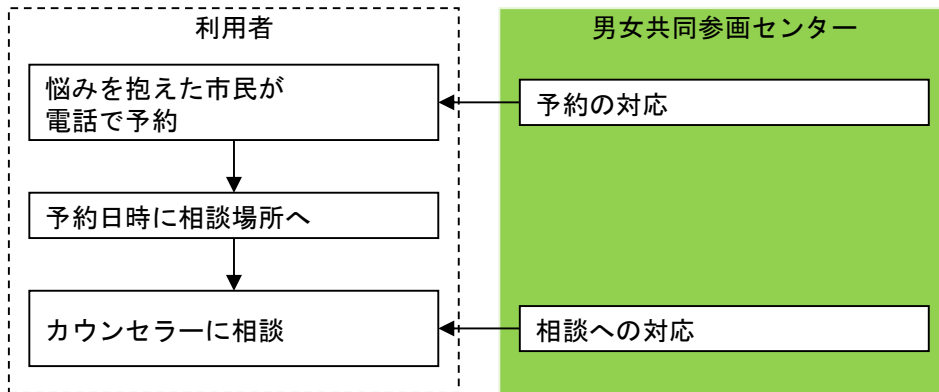 利用者
悩みを抱えた市民が
電話で予約
予約日時に相談場所へ
カウンセラーに相談
男女共同参画センター
予約の対応
相談への対応